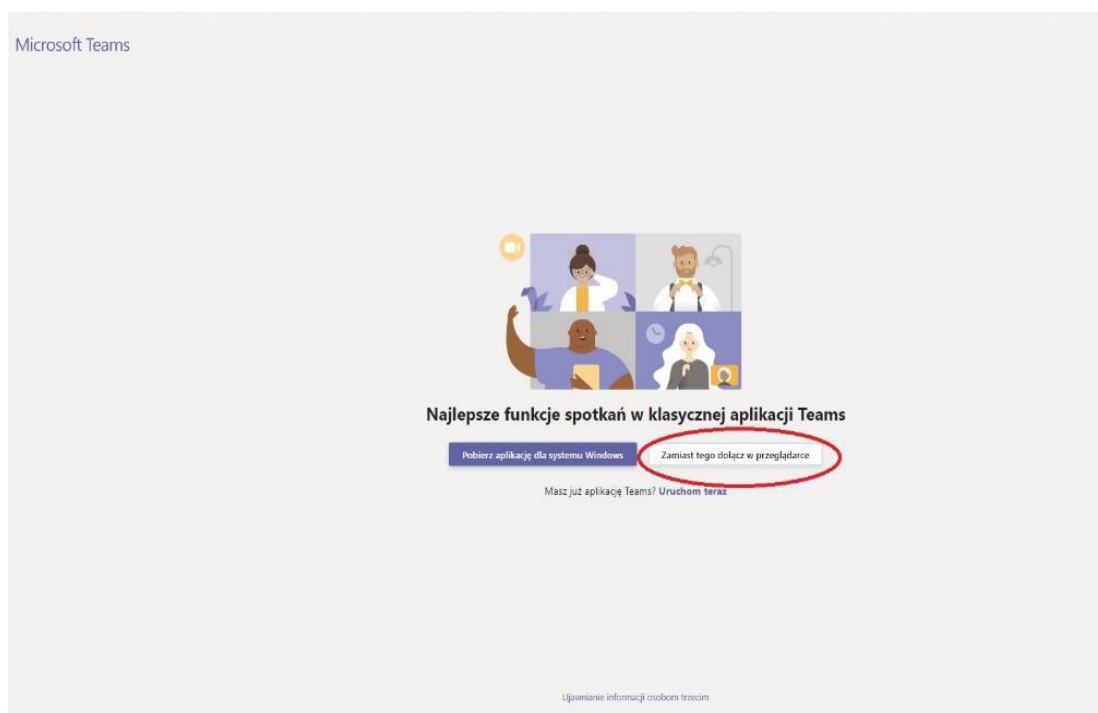 Microsoft Teams
Najlepsze funkcje spotkań w klasycznej aplikacji Teams
Pobierz aplikację dla systemu Windows
Zamiast tego dołącz w przeglądarce
Masz już aplikację Teams? Uruchom teraz
Ujawnianie informacji osobom trzecim